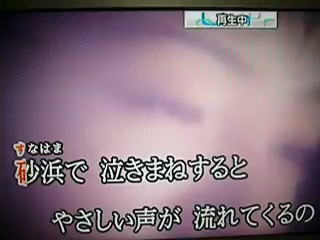 再生中
すなはま
砂浜で 泣きまねすると
やさしい声が 流れてくるの